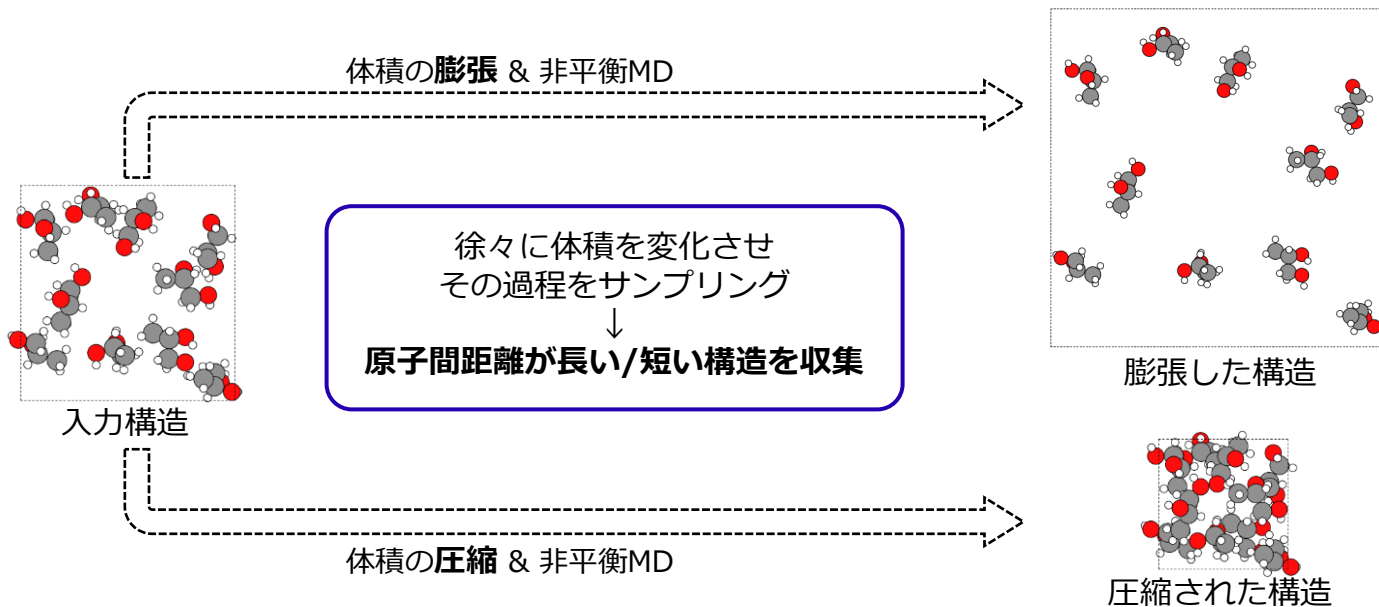 体積の膨張 & 非平衡MD
徐々に体積を変化させ
その過程をサンプリング
↓
原子間距離が長い/短い構造を収集
膨張した構造
入力構造
体積の圧縮 & 非平衡MD
圧縮された構造